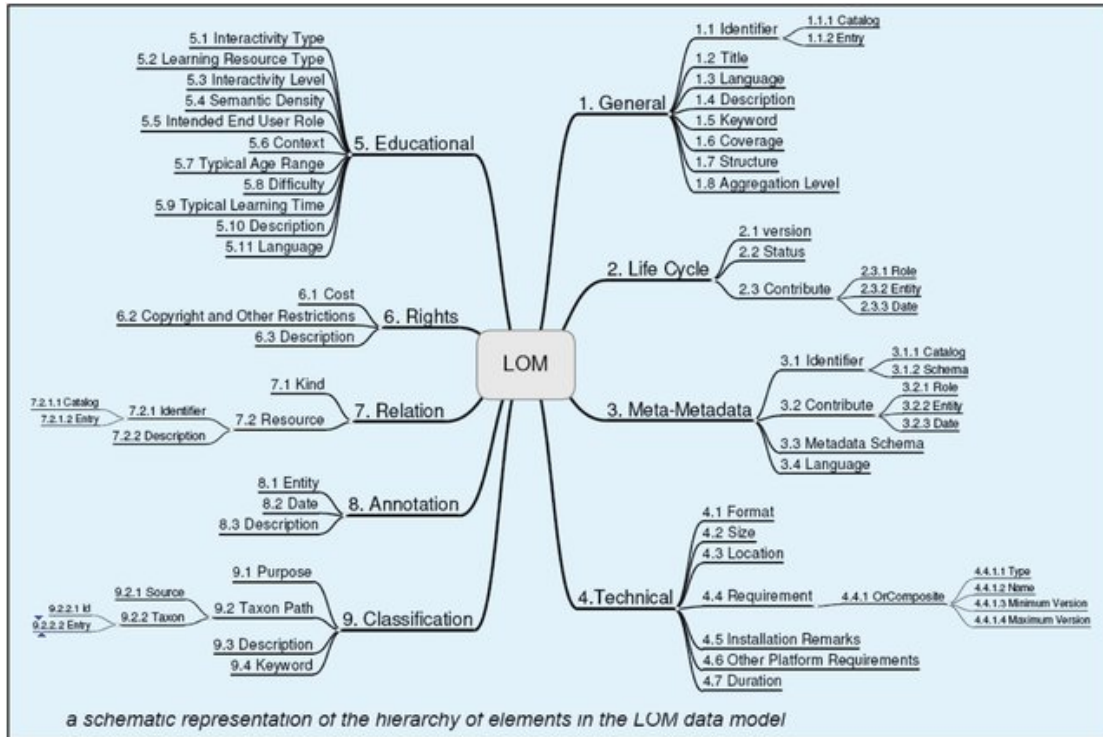 LOM
1. General
1.1 Identifier
1.1.1 Catalog
1.1.2 Entry
1.2 Title
1.3 Language
1.4 Description
1.5 Keyword
1.6 Coverage
1.7 Structure
1.8 Aggregation Level
2. Life Cycle
2.1 version
2.2 Status
2.3 Contribute
2.3.1 Role
2.3.2 Entity
2.3.3 Date
3. Meta-Metadata
3.1 Identifier
3.1.1 Catalog
3.1.2 Schema
3.2 Contribute
3.2.1 Role
3.2.2 Entity
3.2.3 Date
3.3 Metadata Schema
3.4 Language
4.Technical
4.1 Format
4.2 Size
4.3 Location
4.4 Requirement
4.4.1 OrComposite
4.4.1.1 Type
4.4.1.2 Name
4.4.1.3 Minimum Version
4.4.1.4 Maximum Version
4.5 Installation Remarks
4.6 Other Platform Requirements
4.7 Duration
5. Educational
5.1 Interactivity Type
5.2 Learning Resource Type
5.3 Interactivity Level
5.4 Semantic Density
5.5 Intended End User Role
5.6 Context
5.7 Typical Age Range
5.8 Difficulty
5.9 Typical Learning Time
5.10 Description
5.11 Language
6. Rights
6.1 Cost
6.2 Copyright and Other Restrictions
6.3 Description
7. Relation
7.1 Kind
7.2 Resource
7.2.1 Identifier
7.2.1.1 Catalog
7.2.1.2 Entry
7.2.2 Description
8. Annotation
8.1 Entity
8.2 Date
8.3 Description
9. Classification
9.1 Purpose
9.2 Taxon Path
9.2.1 Source
9.2.2 Taxon
9.2.2.1 Id
9.2.2.2 Entry
9.3 Description
9.4 Keyword
a schematic representation of the hierarchy of elements in the LOM data model